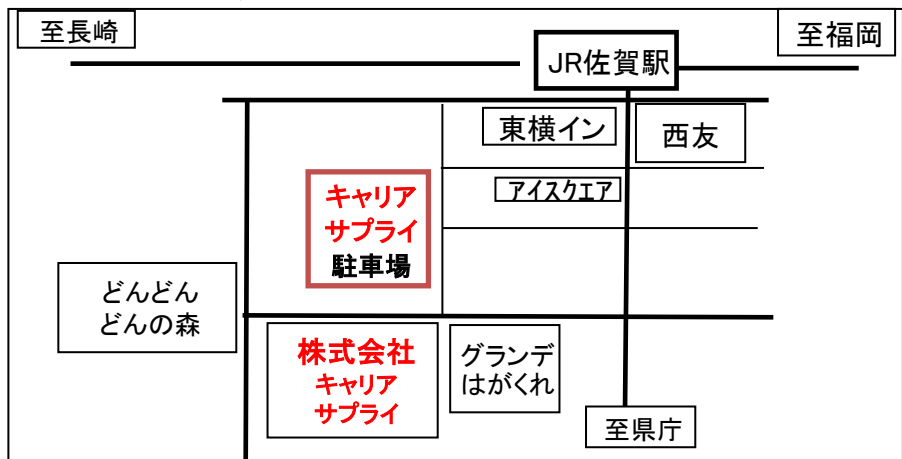 至長崎
至福岡
JR佐賀駅
東横イン
西友
アイスクエア
キャリア
サプライ
駐車場
どんどん
どんの森
株式会社
キャリア
サプライ
グランデ
はがくれ
至県庁